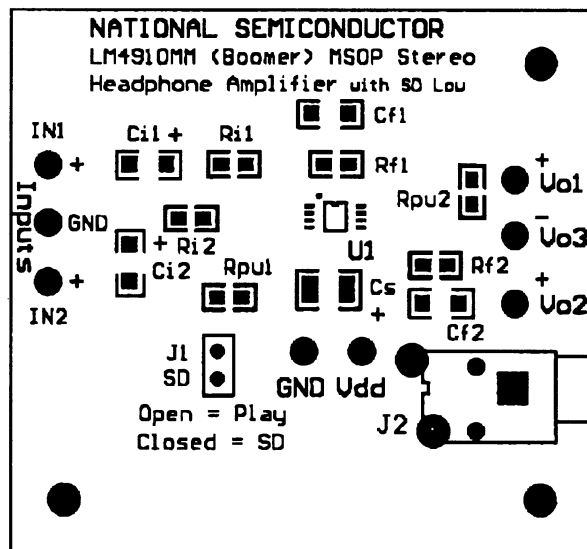 NATIONAL SEMICONDUCTOR
LM4910MM (Boomer) MSOP Stereo
Headphone Amplifier with SD Low
Cf1
IN1
Ci1 +
Ri1
+
Rf1
+
Vo1
Rpu2
Inputs
GND
Ri2
U1
-
Vo3
+
Ci2
Rpu1
Rf2
+
IN2
Cs
+
+
Vo2
Cf2
J1
SD
GND Vdd
Open = Play
Closed = SD
J2